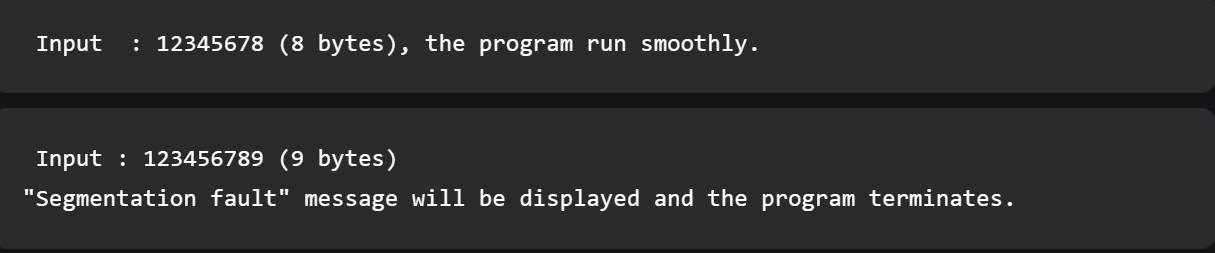 Input  : 12345678 (8 bytes), the program run smoothly.
Input : 123456789 (9 bytes)
"Segmentation fault" message will be displayed and the program terminates.